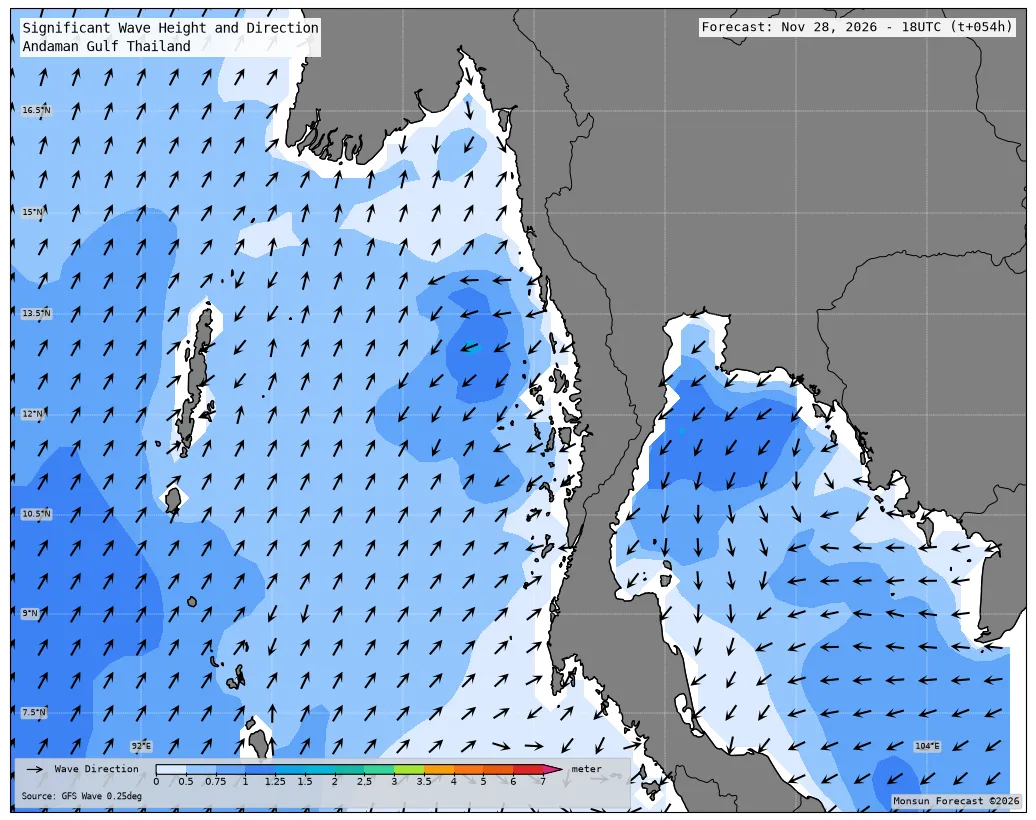 Significant Wave Height and Direction
Andaman Gulf Thailand
Forecast: Nov 28, 2026 - 18UTC (t+054h)
16.5°N
15°N
13.5°N
12°N
10.5°N
9°N
7.5°N
92°E
104°E
Wave Direction
0.5 0.75 1 1.25 1.5 2 2.5 3 3.5 4 5 6 7
meter
Source: GFS Wave 0.25deg
Monsun Forecast ©2026